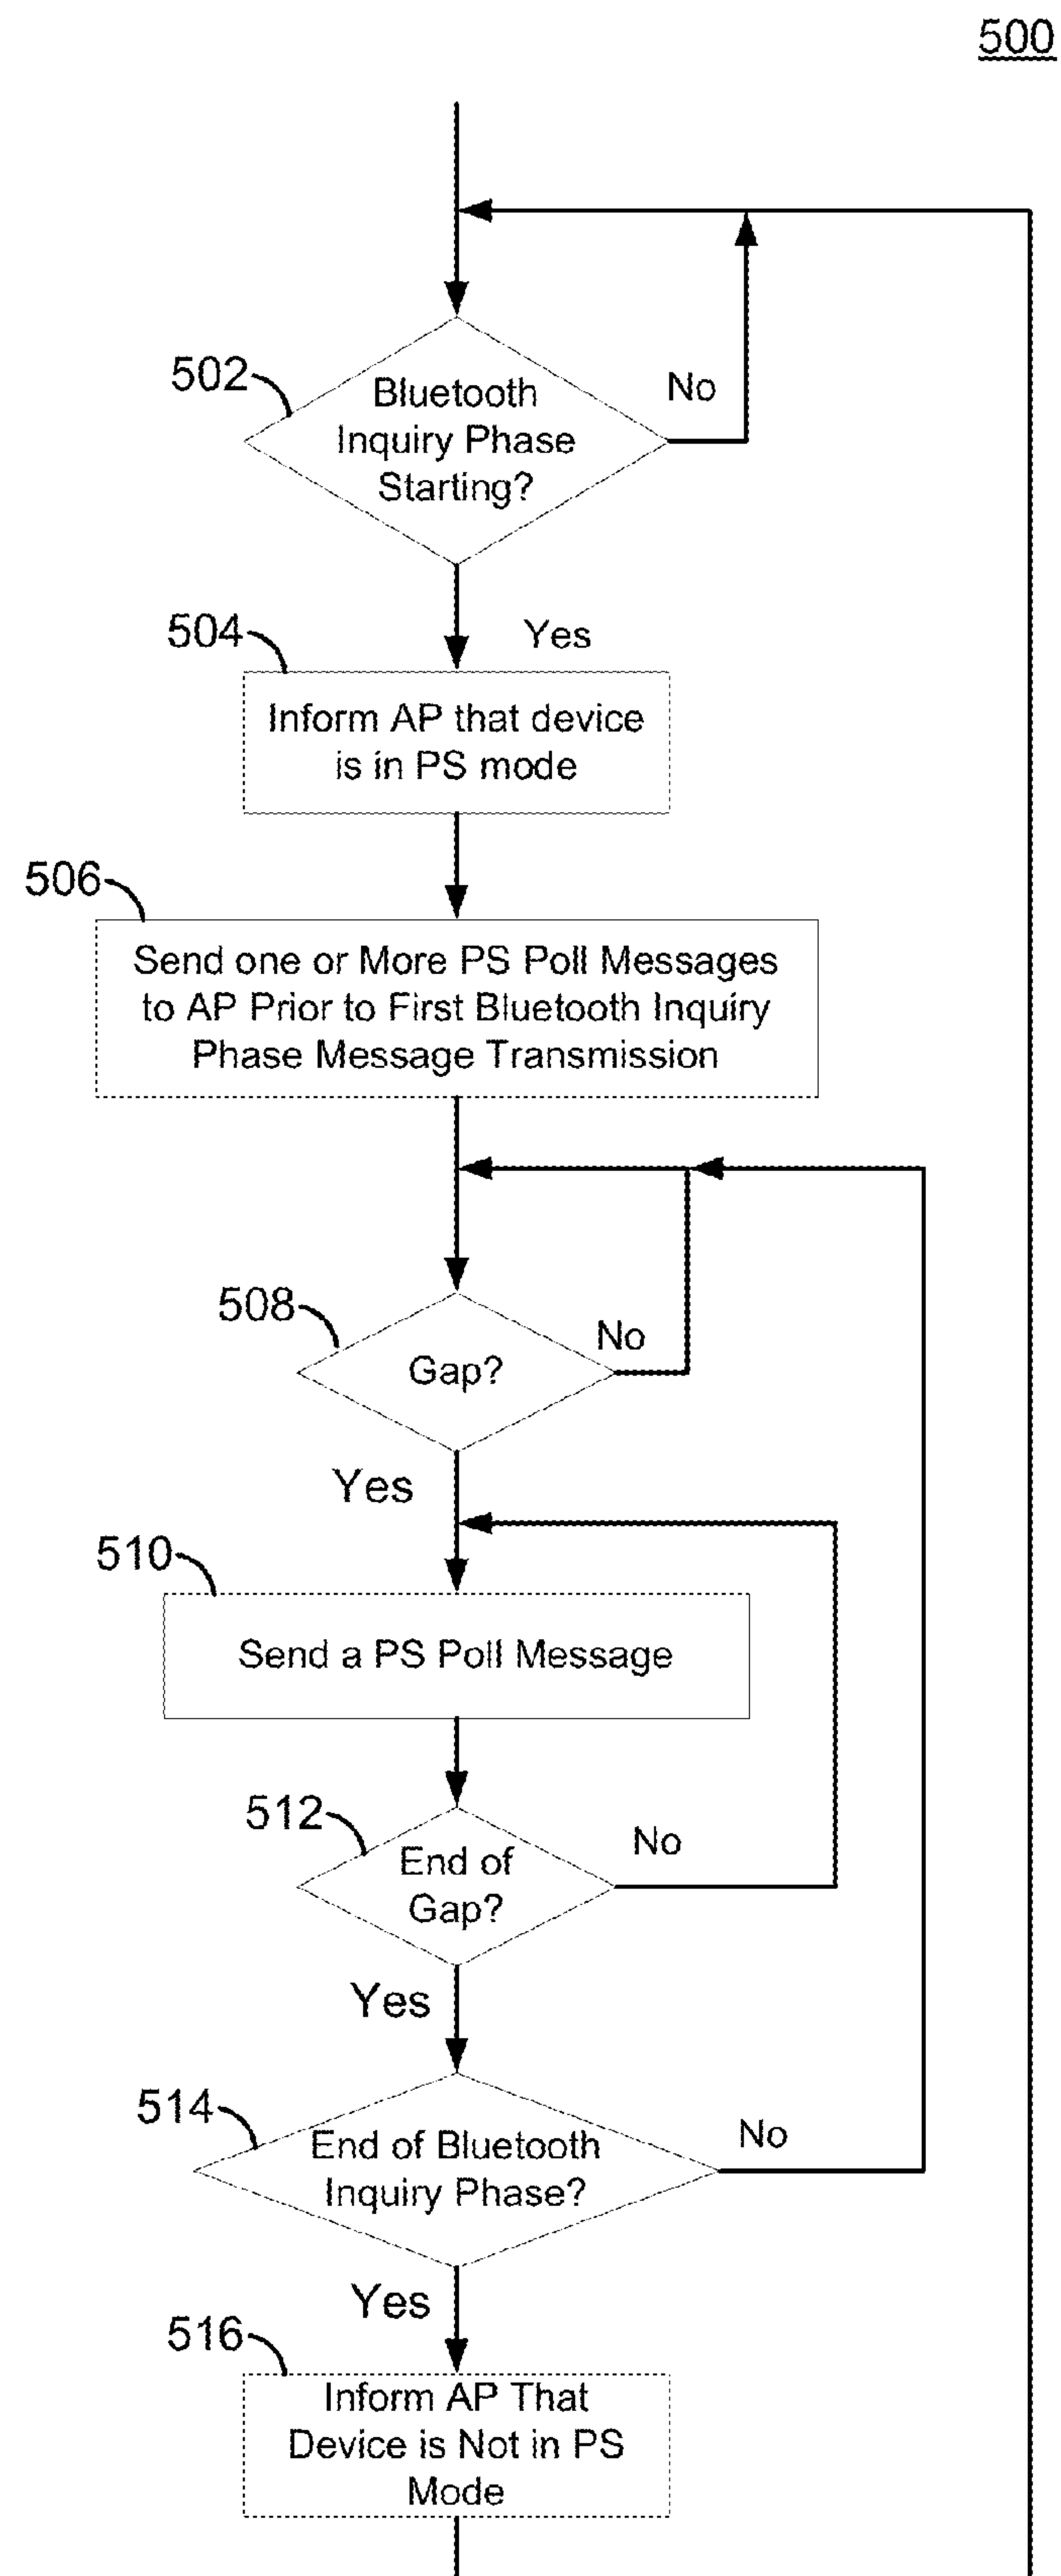 500
502
Bluetooth
Inquiry Phase
Starting?
No
Yes
504
Inform AP that device
is in PS mode
506
Send one or More PS Poll Messages
to AP Prior to First Bluetooth Inquiry
Phase Message Transmission
508
Gap?
No
Yes
510
Send a PS Poll Message
512
End of
Gap?
No
Yes
514
End of Bluetooth
Inquiry Phase?
No
Yes
516
Inform AP That
Device is Not in PS
Mode